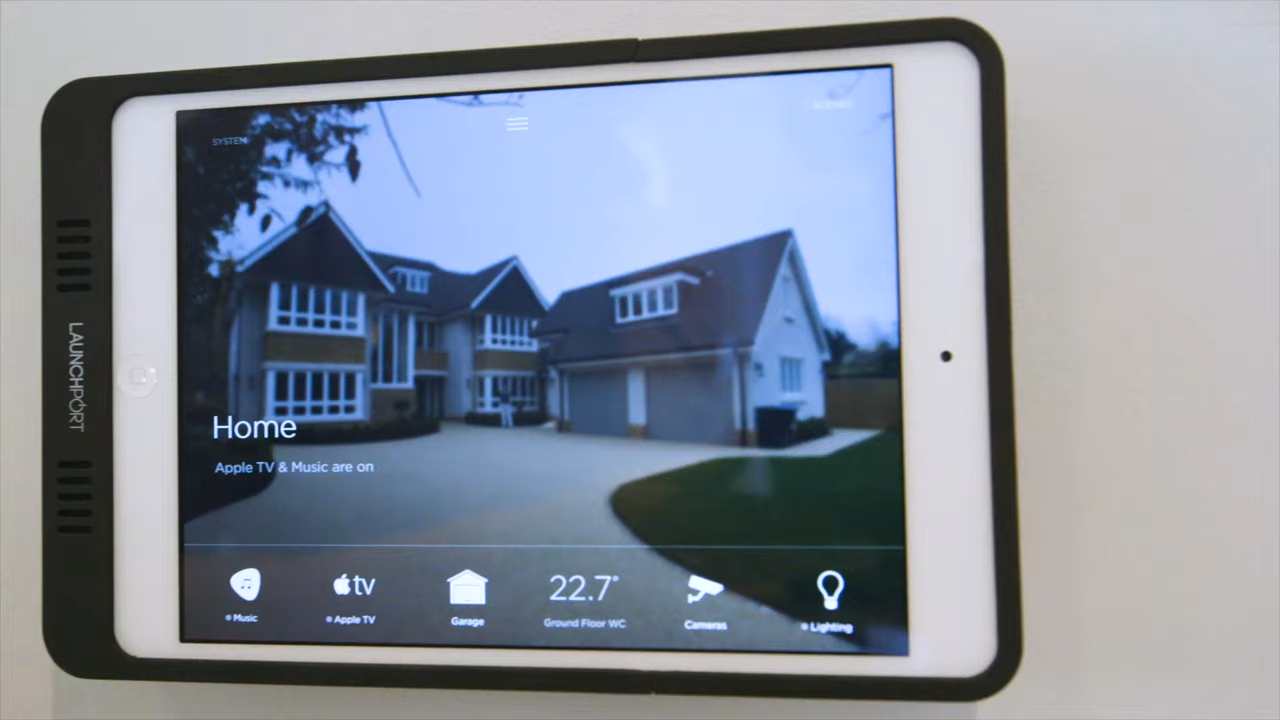 SYSTEM
SCENES
LAUNCHPORT
Home
Apple TV & Music are on
tv
22.7°
Music
Apple TV
Garage
Ground Floor WC
Cameras
Lighting